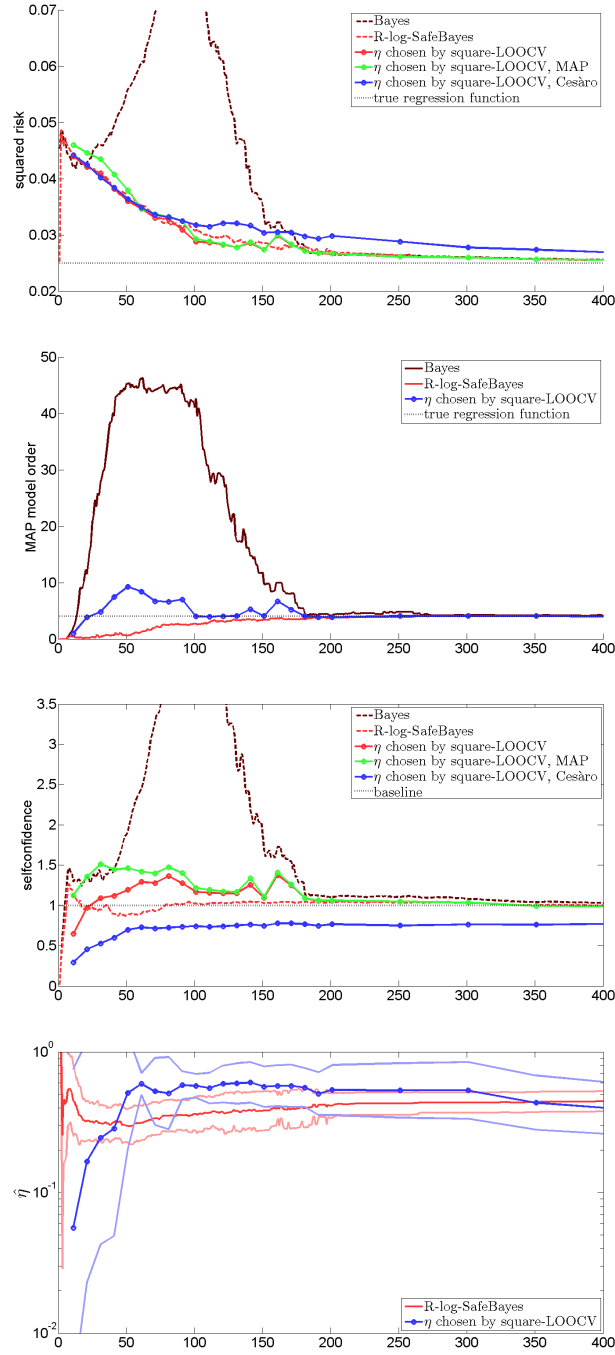 0.07
0.06
0.05
0.04
0.03
0.02
squared risk
Bayes
R-log-SafeBayes
η chosen by square-LOOCV
η chosen by square-LOOCV, MAP
η chosen by square-LOOCV, Cesàro
true regression function
0 50 100 150 200 250 300 350 400
50
40
30
20
10
0
MAP model order
Bayes
R-log-SafeBayes
η chosen by square-LOOCV
true regression function
0 50 100 150 200 250 300 350 400
3.5
3
2.5
2
1.5
1
0.5
0
selfconfidence
Bayes
R-log-SafeBayes
η chosen by square-LOOCV
η chosen by square-LOOCV, MAP
η chosen by square-LOOCV, Cesàro
baseline
0 50 100 150 200 250 300 350 400
10⁰
10⁻¹
10⁻²
η̂
R-log-SafeBayes
η chosen by square-LOOCV
0 50 100 150 200 250 300 350 400